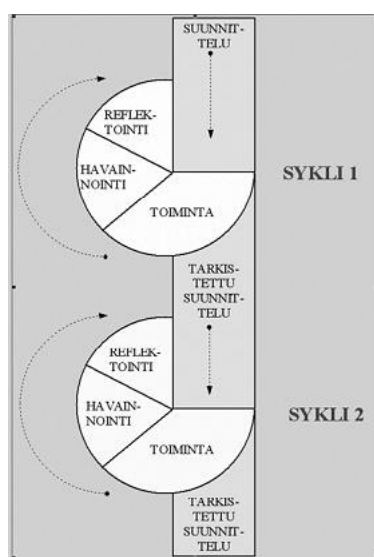 SUUNNIT-
TELU
REFLEK-
TOINTI
HAVAIN-
NOINTI
TOIMINTA
SYKLI 1
TARKIS-
TETTU
SUUNNIT-
TELU
REFLEK-
TOINTI
HAVAIN-
NOINTI
TOIMINTA
SYKLI 2
TARKIS-
TETTU
SUUNNIT-
TELU